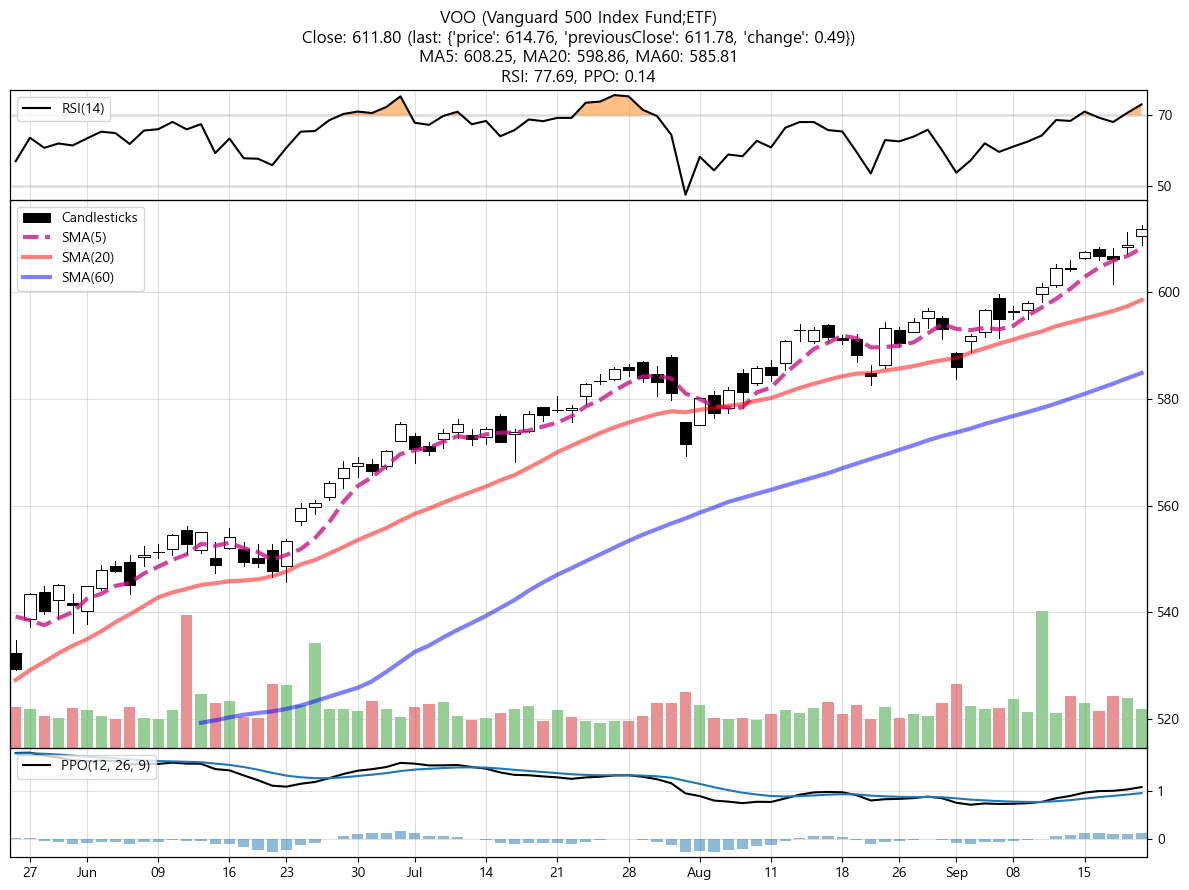 VOO (Vanguard 500 Index Fund;ETF)
Close: 611.80 (last: {'price': 614.76, 'previousClose': 611.78, 'change': 0.49})
MA5: 608.25, MA20: 598.86, MA60: 585.81
RSI: 77.69, PPO: 0.14
RSI(14)
70
50
Candlesticks
SMA(5)
SMA(20)
SMA(60)
600
580
560
540
520
PPO(12, 26, 9)
1
0
27 Jun 09 16 23 30 Jul 14 21 28 Aug 11 18 26 Sep 08 15